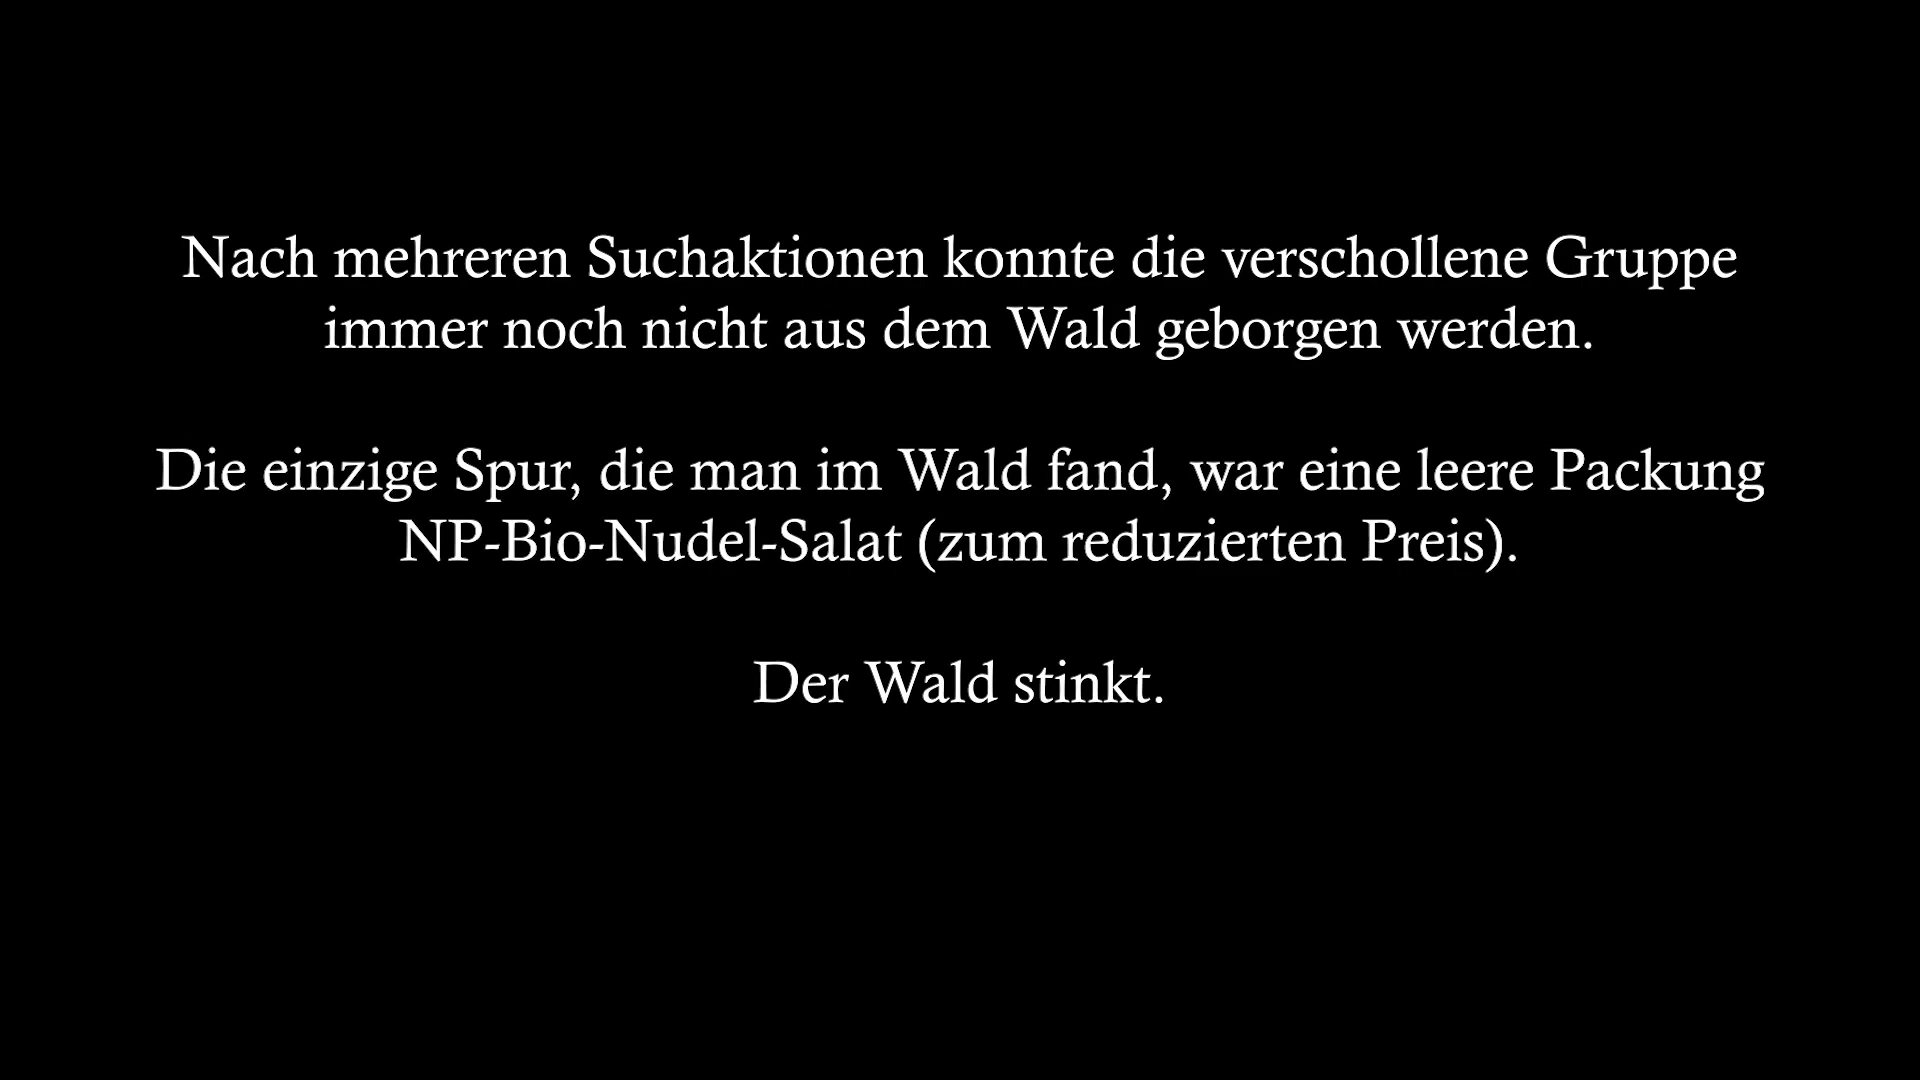 Nach mehreren Suchaktionen konnte die verschollene Gruppe
immer noch nicht aus dem Wald geborgen werden.
Die einzige Spur, die man im Wald fand, war eine leere Packung
NP-Bio-Nudel-Salat (zum reduzierten Preis).
Der Wald stinkt.